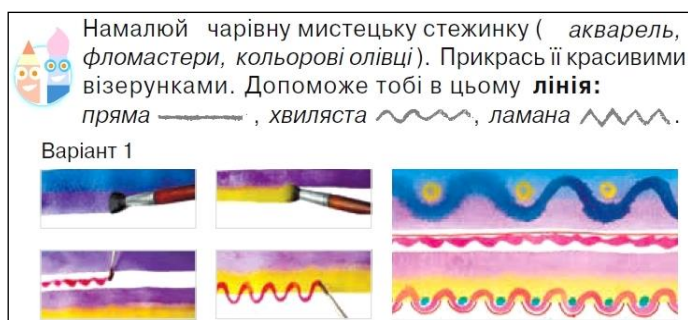 Намалюй чарівну мистецьку стежинку ( акварель,
фломастери, кольорові олівці ). Прикрась її красивими
візерунками. Допоможе тобі в цьому лінія:
пряма , хвиляста , ламана .
Варіант 1